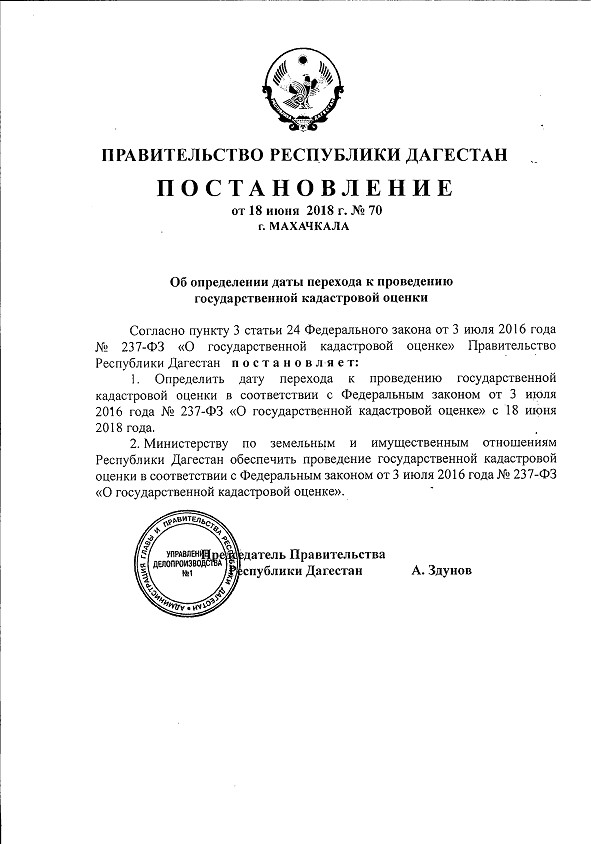 ПРАВИТЕЛЬСТВО РЕСПУБЛИКИ ДАГЕСТАН
ПОСТАНОВЛЕНИЕ
от 18 июня 2018 г. № 70
г. МАХАЧКАЛА
Об определении даты перехода к проведению
государственной кадастровой оценки
Согласно пункту 3 статьи 24 Федерального закона от 3 июля 2016 года
№ 237-ФЗ «О государственной кадастровой оценке» Правительство
Республики Дагестан п о с т а н о в л я е т:
1. Определить дату перехода к проведению государственной
кадастровой оценки в соответствии с Федеральным законом от 3 июля
2016 года № 237-ФЗ «О государственной кадастровой оценке» с 18 июня
2018 года.
2. Министерству по земельным и имущественным отношениям
Республики Дагестан обеспечить проведение государственной кадастровой
оценки в соответствии с Федеральным законом от 3 июля 2016 года № 237-ФЗ
«О государственной кадастровой оценке».
Председатель Правительства
Республики Дагестан А. Здунов
АДМИНИСТРАЦИЯ ГЛАВЫ И ПРАВИТЕЛЬСТВА РЕСПУБЛИКИ ДАГЕСТАН
УПРАВЛЕНИЕ
ДЕЛОПРОИЗВОДСТВА
№1